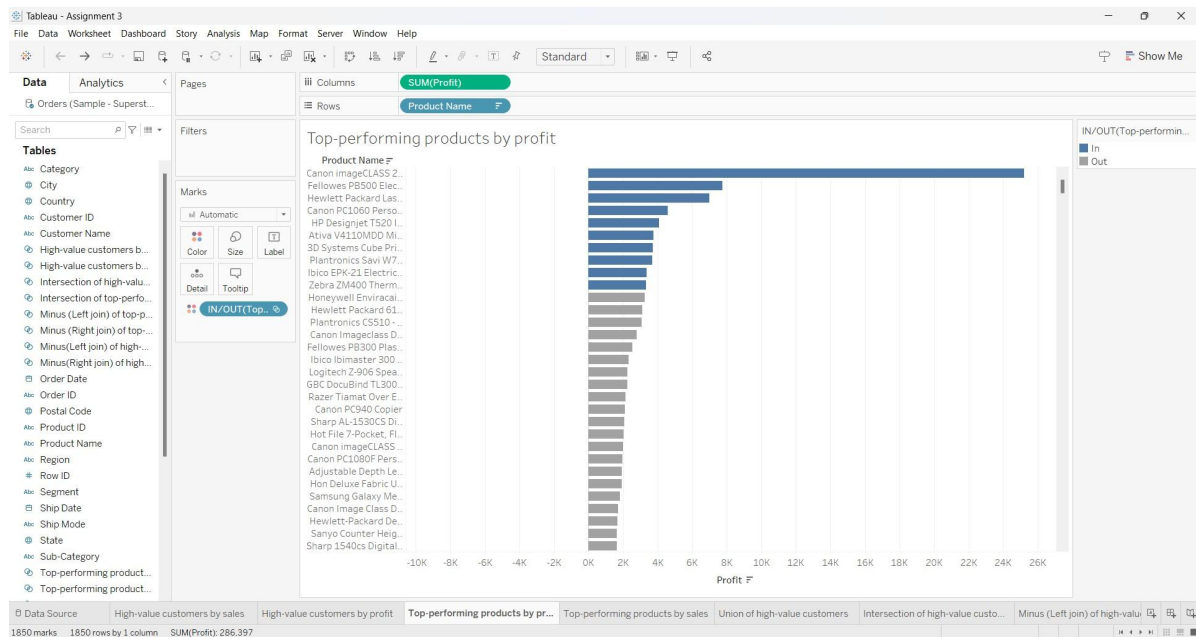 Tableau - Assignment 3
File Data Worksheet Dashboard Story Analysis Map Format Server Window Help
Standard
Show Me
Data Analytics
Orders (Sample - Superst...
Search
Tables
Abc Category
City
Country
Abc Customer ID
Abc Customer Name
High-value customers b...
High-value customers b...
Intersection of high-valu...
Intersection of top-perfo...
Minus (Left join) of top-p...
Minus (Right join) of top-...
Minus(Left join) of high-...
Minus(Right join) of high...
Order Date
Abc Order ID
Postal Code
Abc Product ID
Abc Product Name
Abc Region
# Row ID
Abc Segment
Ship Date
Abc Ship Mode
State
Abc Sub-Category
Top-performing product...
Top-performing product...
Pages
Filters
Marks
Automatic
Color Size Label
Detail Tooltip
IN/OUT(Top..
Columns SUM(Profit)
Rows Product Name
Top-performing products by profit
Product Name
Canon imageCLASS 2..
Fellowes PB500 Elec..
Hewlett Packard Las..
Canon PC1060 Perso..
HP Designjet T520 I..
Ativa V4110MDD Mi..
3D Systems Cube Pri..
Plantronics Savi W7..
Ibico EPK-21 Electric..
Zebra ZM400 Therm..
Honeywell Enviracai..
Hewlett Packard 61..
Plantronics CS510 - ..
Canon Imageclass D..
Fellowes PB300 Plas..
Ibico Ibimaster 300 ..
Logitech Z-906 Spea..
GBC DocuBind TL300..
Razer Tiamat Over E..
Canon PC940 Copier
Sharp AL-1530CS Di..
Hot File 7-Pocket, Fl..
Canon imageCLASS ..
Canon PC1080F Pers..
Adjustable Depth Le..
Hon Deluxe Fabric U..
Samsung Galaxy Me..
Canon Image Class D..
Hewlett-Packard De..
Sanyo Counter Heig..
Sharp 1540cs Digital..
-10K -8K -6K -4K -2K 0K 2K 4K 6K 8K 10K 12K 14K 16K 18K 20K 22K 24K 26K
Profit
IN/OUT(Top-performin...
In
Out
Data Source High-value customers by sales High-value customers by profit Top-performing products by pr... Top-performing products by sales Union of high-value customers Intersection of high-value custo... Minus (Left join) of high-valu
1850 marks 1850 rows by 1 column SUM(Profit): 286.397